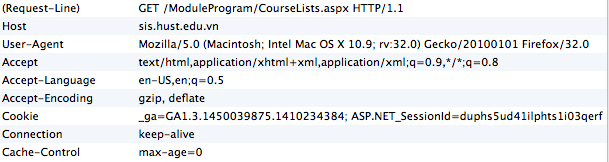 (Request-Line) GET /ModuleProgram/CourseLists.aspx HTTP/1.1
Host sis.hust.edu.vn
User-Agent Mozilla/5.0 (Macintosh; Intel Mac OS X 10.9; rv:32.0) Gecko/20100101 Firefox/32.0
Accept text/html,application/xhtml+xml,application/xml;q=0.9,*/*;q=0.8
Accept-Language en-US,en;q=0.5
Accept-Encoding gzip, deflate
Cookie _ga=GA1.3.1450039875.1410234384; ASP.NET_SessionId=duphs5ud41ilphts1i03qerf
Connection keep-alive
Cache-Control max-age=0